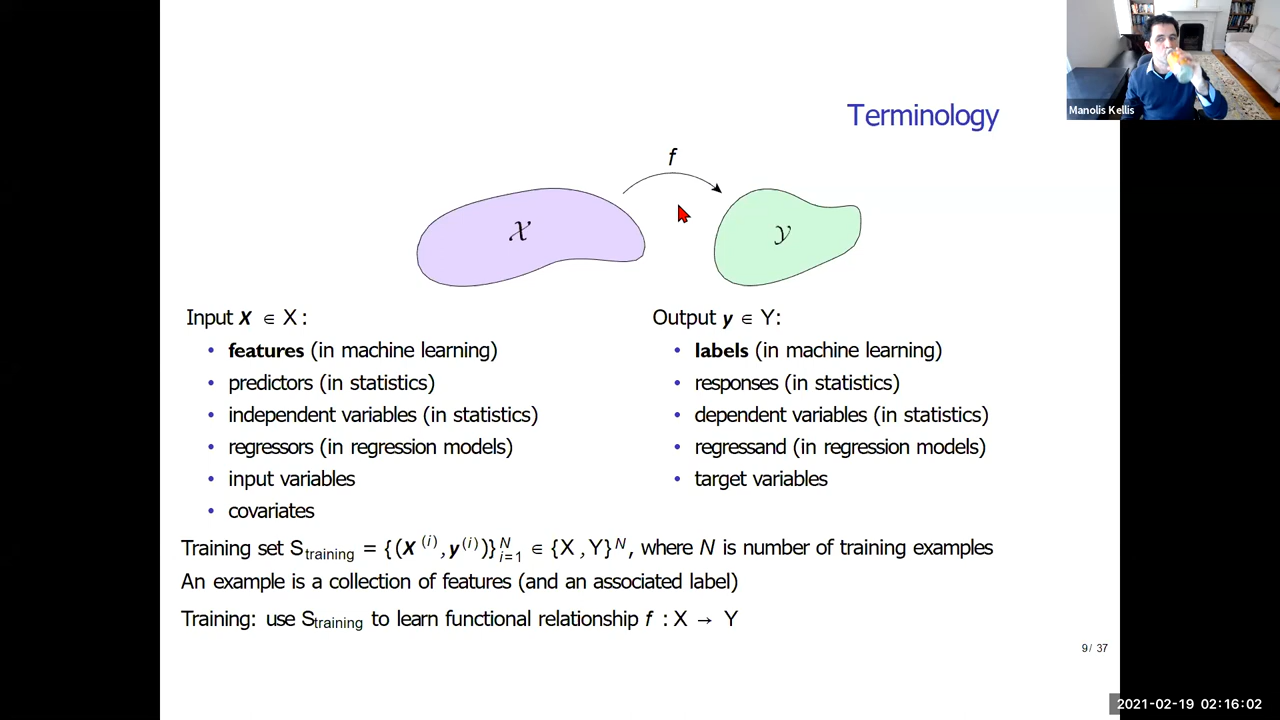 Manolis Kellis
Terminology
f
𝒳
𝒴
Input X ∈ X :
• features (in machine learning)
• predictors (in statistics)
• independent variables (in statistics)
• regressors (in regression models)
• input variables
• covariates
Output y ∈ Y:
• labels (in machine learning)
• responses (in statistics)
• dependent variables (in statistics)
• regressand (in regression models)
• target variables
Training set S_training = {(X^(i), y^(i))}_{i=1}^N ∈ {X , Y}^N, where N is number of training examples
An example is a collection of features (and an associated label)
Training: use S_training to learn functional relationship f : X → Y
9 / 37
2021-02-19 02:16:02